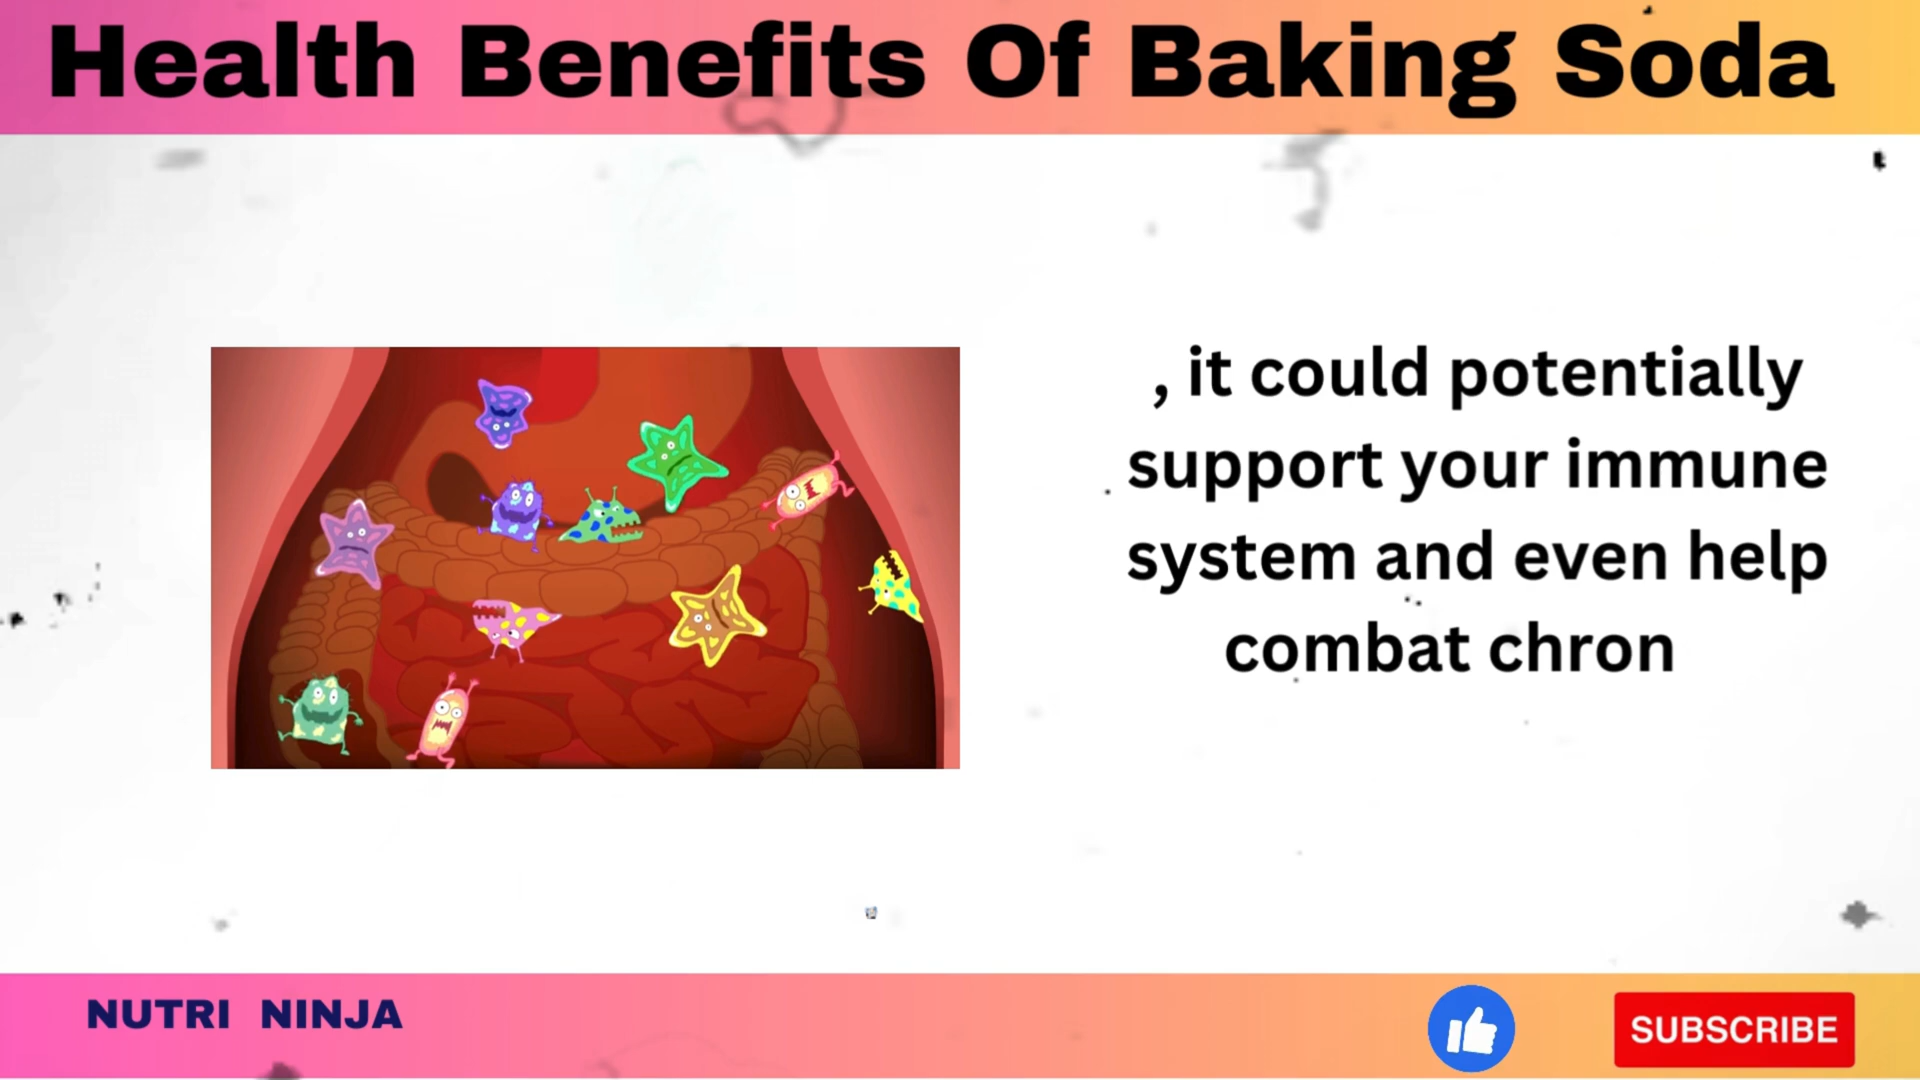 Health Benefits Of Baking Soda
, it could potentially
support your immune
system and even help
combat chron
NUTRI NINJA
SUBSCRIBE